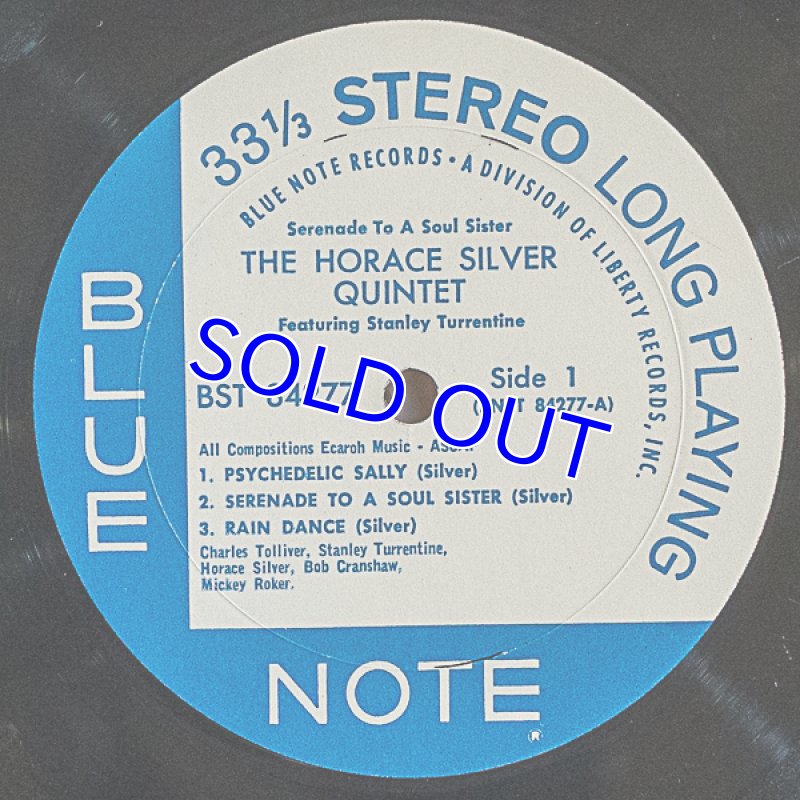 33⅓ STEREO LONG PLAYING
BLUE NOTE RECORDS • A DIVISION OF LIBERTY RECORDS, INC.
Serenade To A Soul Sister
THE HORACE SILVER
QUINTET
Featuring Stanley Turrentine
BST 84277
Side 1
84277-A)
All Compositions Ecaroh Music -
1. PSYCHEDELIC SALLY (Silver)
2. SERENADE TO A SOUL SISTER (Silver)
3. RAIN DANCE (Silver)
Charles Tolliver, Stanley Turrentine,
Horace Silver, Bob Cranshaw,
Mickey Roker.
BLUE
NOTE
®
SOLD OUT